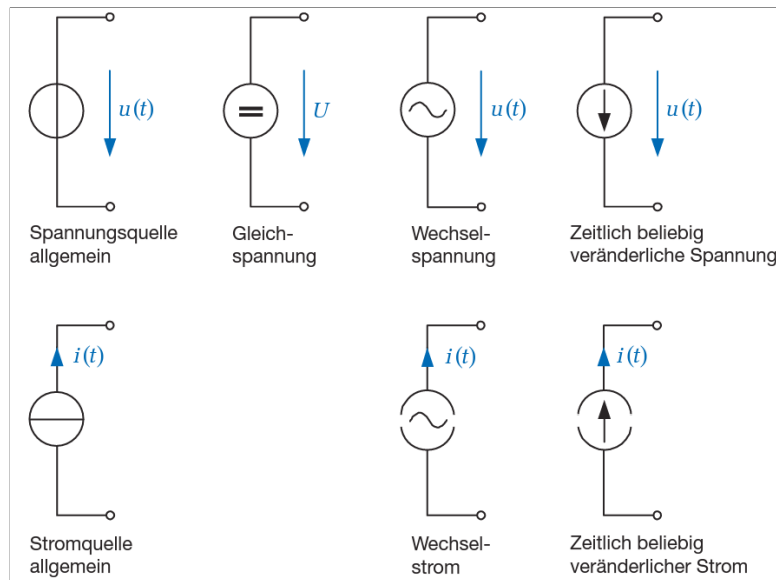 u(t)
U
u(t)
u(t)
Spannungsquelle
allgemein
Gleich-
spannung
Wechsel-
spannung
Zeitlich beliebig
veränderliche Spannung
i(t)
i(t)
i(t)
Stromquelle
allgemein
Wechsel-
strom
Zeitlich beliebig
veränderlicher Strom